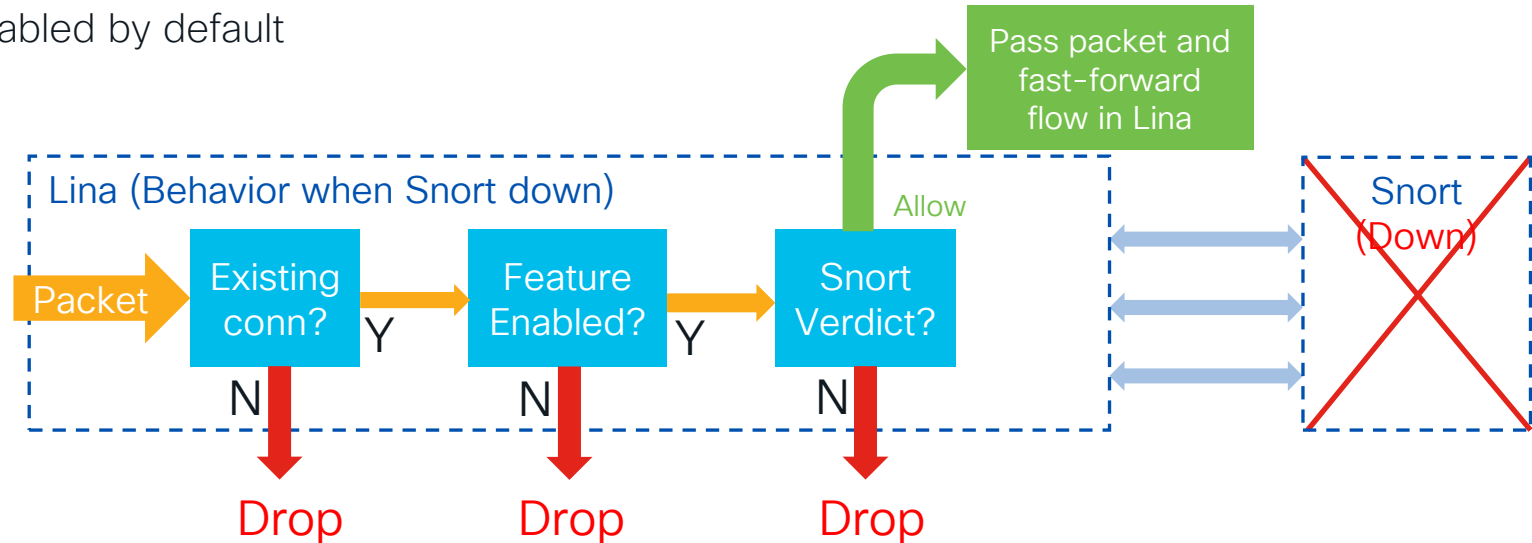 abled by default
Pass packet and
fast-forward
flow in Lina
Lina (Behavior when Snort down)
Allow
Snort
(Down)
Packet
Existing
conn?
Y
Feature
Enabled?
Y
Snort
Verdict?
N
N
N
Drop
Drop
Drop